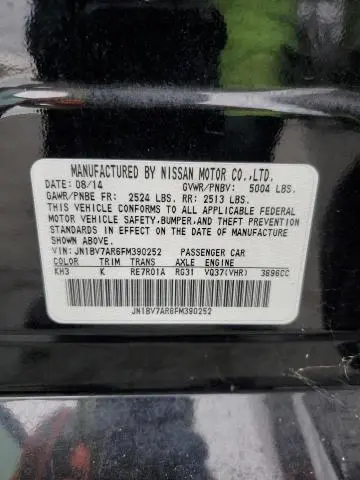 MANUFACTURED BY NISSAN MOTOR CO.,LTD.
DATE: 08/14 GVWR/PNBV: 5004 LBS.
GAWR/PNBE FR: 2524 LBS. RR: 2513 LBS.
THIS VEHICLE CONFORMS TO ALL APPLICABLE FEDERAL
MOTOR VEHICLE SAFETY,BUMPER,AND THEFT PREVENTION
STANDARDS IN EFFECT ON THE DATE OF MANUFACTURE
SHOWN ABOVE.
VIN: JN1BV7AR6FM390252 PASSENGER CAR
COLOR TRIM TRANS AXLE ENGINE
KH3 K RE7R01A RG31 VQ37(VHR) 3696CC
JN1BV7AR6FM390252